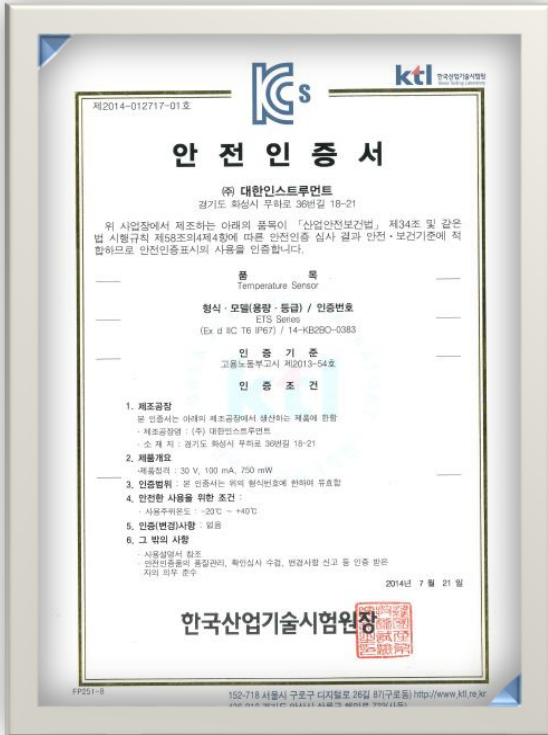 KC s
ktl 한국산업기술시험원
Korea Testing Laboratory
제2014-012717-01호
안 전 인 증 서
(주) 대한인스트루먼트
경기도 화성시 무하로 36번길 18-21
위 사업장에서 제조하는 아래의 품목이 「산업안전보건법」 제34조 및 같은
법 시행규칙 제58조의4제4항에 따른 안전인증 심사 결과 안전・보건기준에 적
합하므로 안전인증표시의 사용을 인증합니다.
품 목
Temperature Sensor
형식・모델(용량・등급) / 인증번호
ETS Series
(Ex d IIC T6 IP67) / 14-KB2BO-0383
인 증 기 준
고용노동부고시 제2013-54호
인 증 조 건
1. 제조공장
본 인증서는 아래의 제조공장에서 생산하는 제품에 한함
- 제조공장명 : (주) 대한인스트루먼트
- 소 재 지 : 경기도 화성시 무하로 36번길 18-21
2. 제품개요
-제품정격 : 30 V, 100 mA, 750 mW
3. 인증범위 : 본 인증서는 위의 형식번호에 한하여 유효함
4. 안전한 사용을 위한 조건 :
- 사용주위온도 : -20℃ ~ +40℃
5. 인증(변경)사항 : 없음
6. 그 밖의 사항
- 사용설명서 참조
- 안전인증품의 품질관리, 확인심사 수검, 변경사항 신고 등 인증 받은
자의 의무 준수
2014년 7월 21일
한국산업기술시험원장
FP251-8
152-718 서울시 구로구 디지털로 26길 87(구로동) http://www.ktl.re.kr